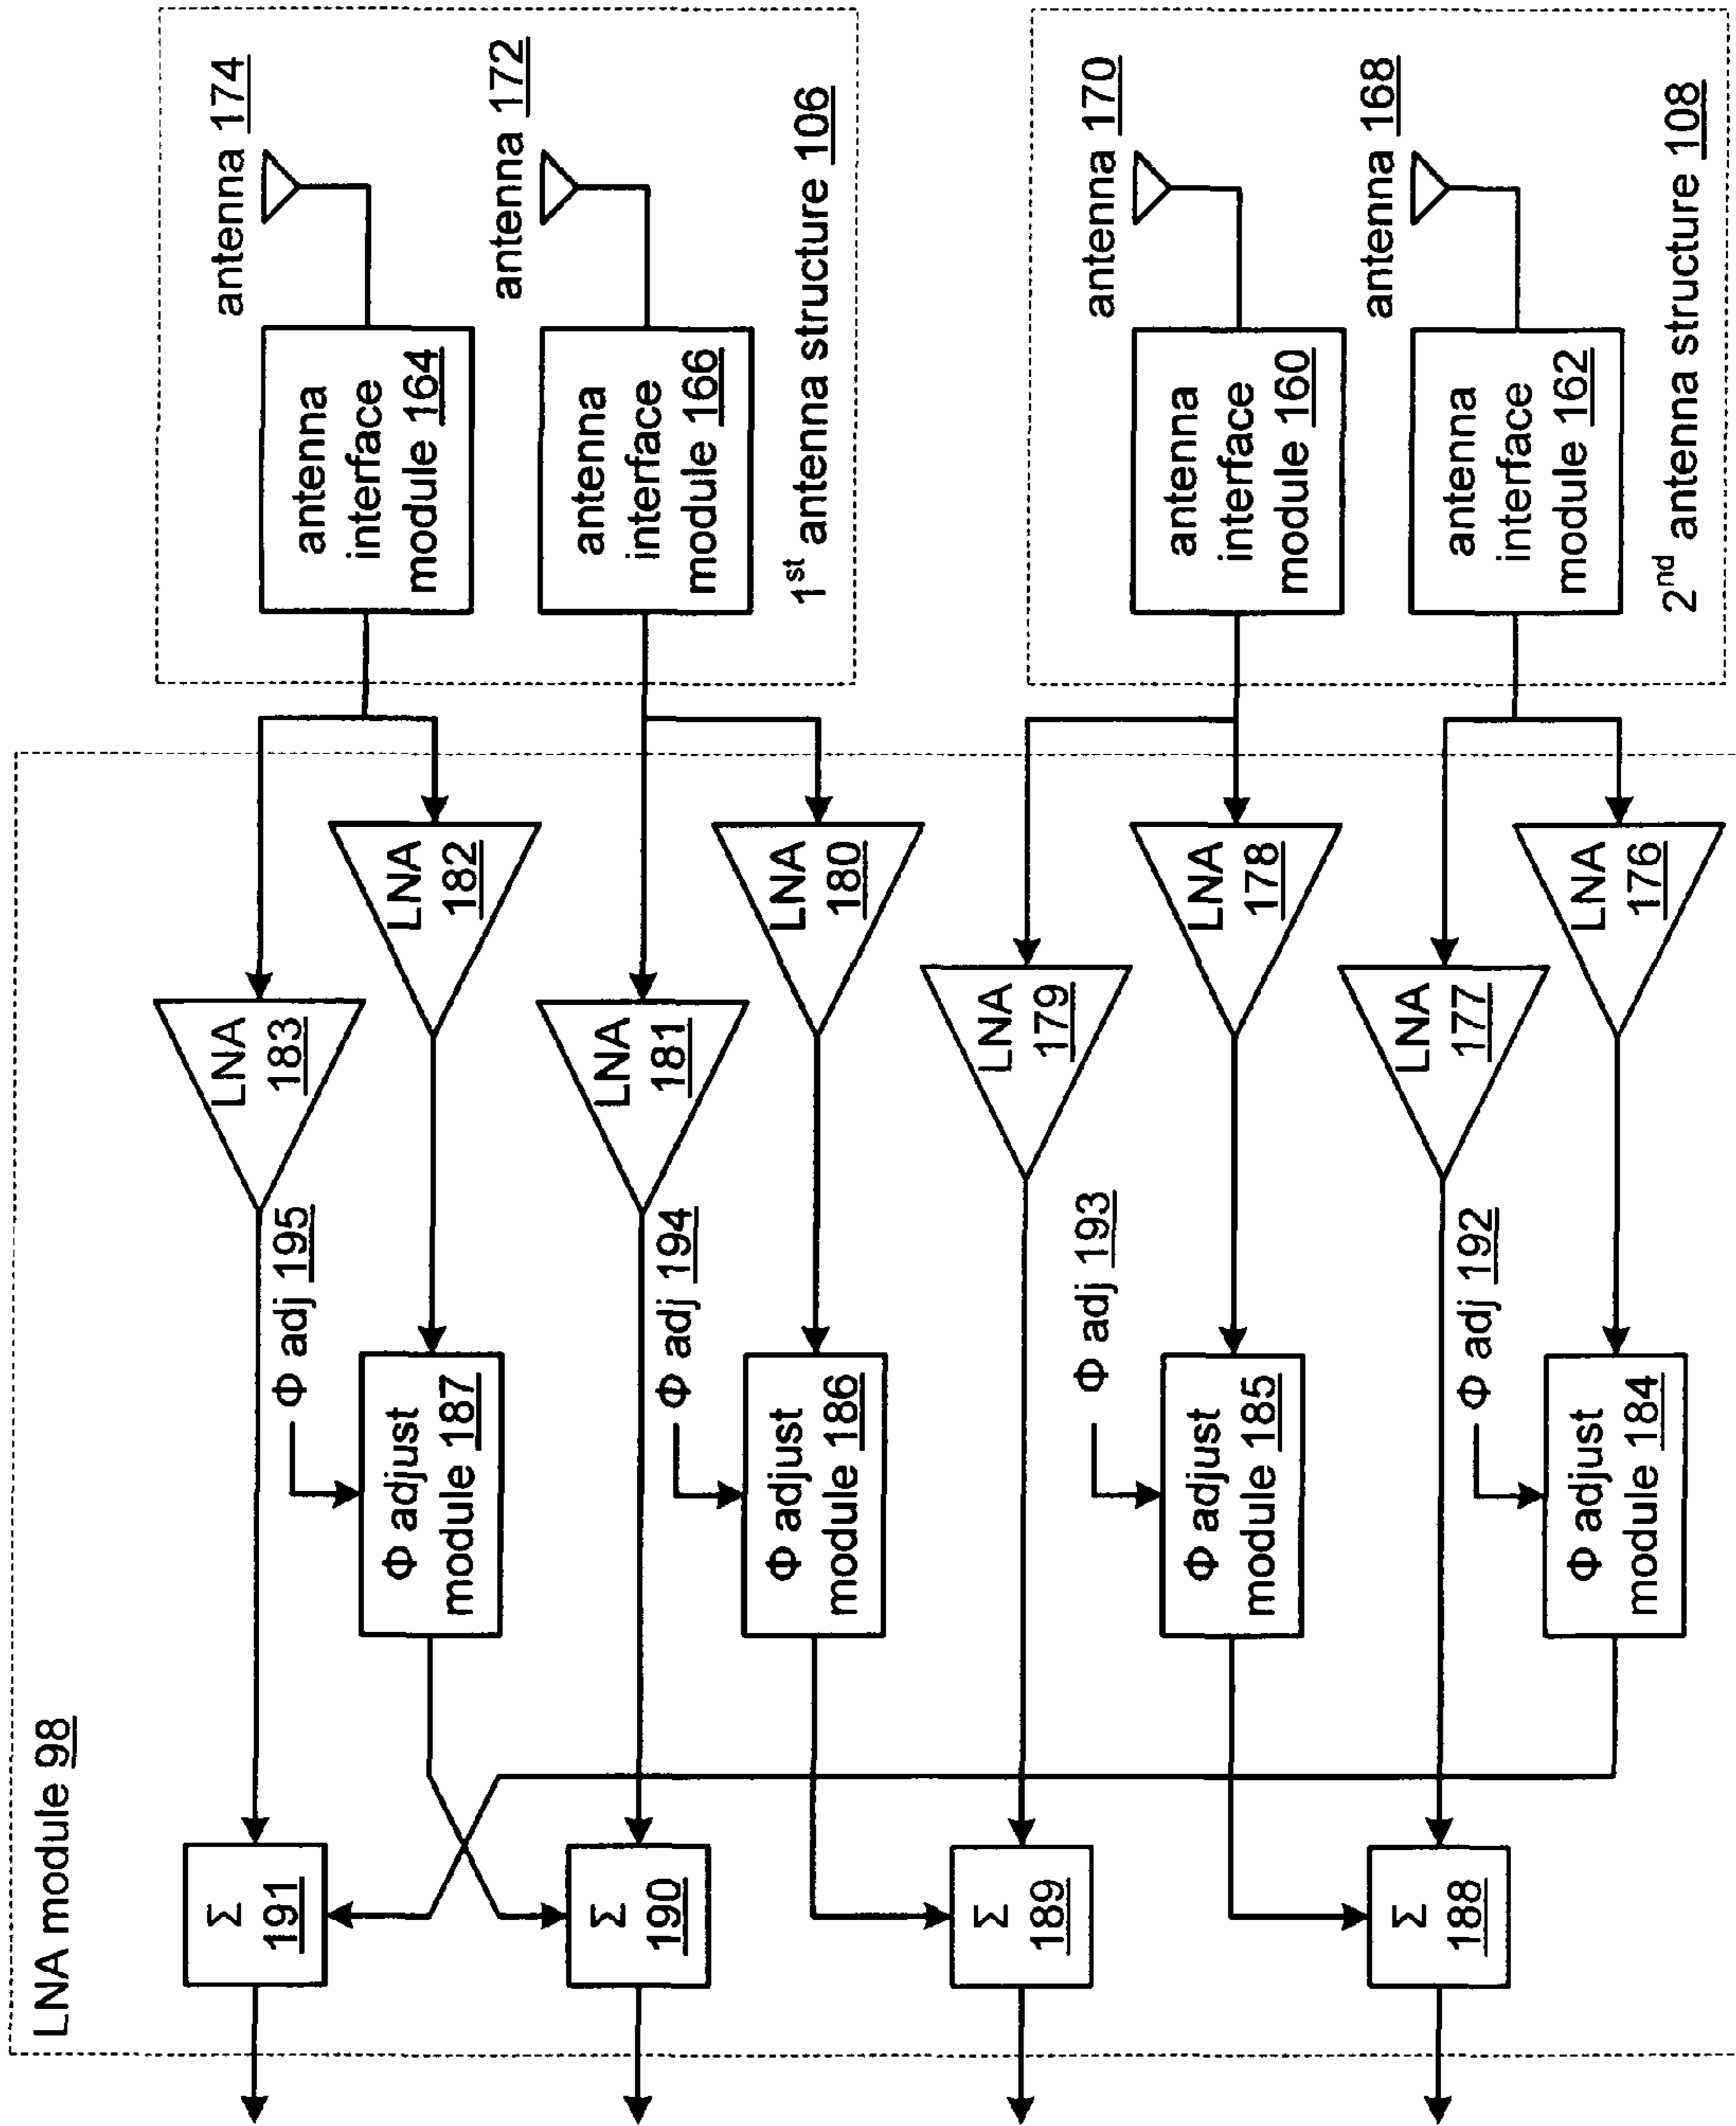 LNA module 98
antenna 174
antenna
interface
module 164
LNA
183
LNA
182
Φ adj 195
Φ adjust
module 187
Σ
191
antenna 172
antenna
interface
module 166
1st antenna structure 106
LNA
181
LNA
180
Φ adj 194
Φ adjust
module 186
Σ
190
antenna 170
antenna
interface
module 160
LNA
179
LNA
178
Φ adj 193
Φ adjust
module 185
Σ
189
antenna 168
antenna
interface
module 162
2nd antenna structure 108
LNA
177
LNA
176
Φ adj 192
Φ adjust
module 184
Σ
188